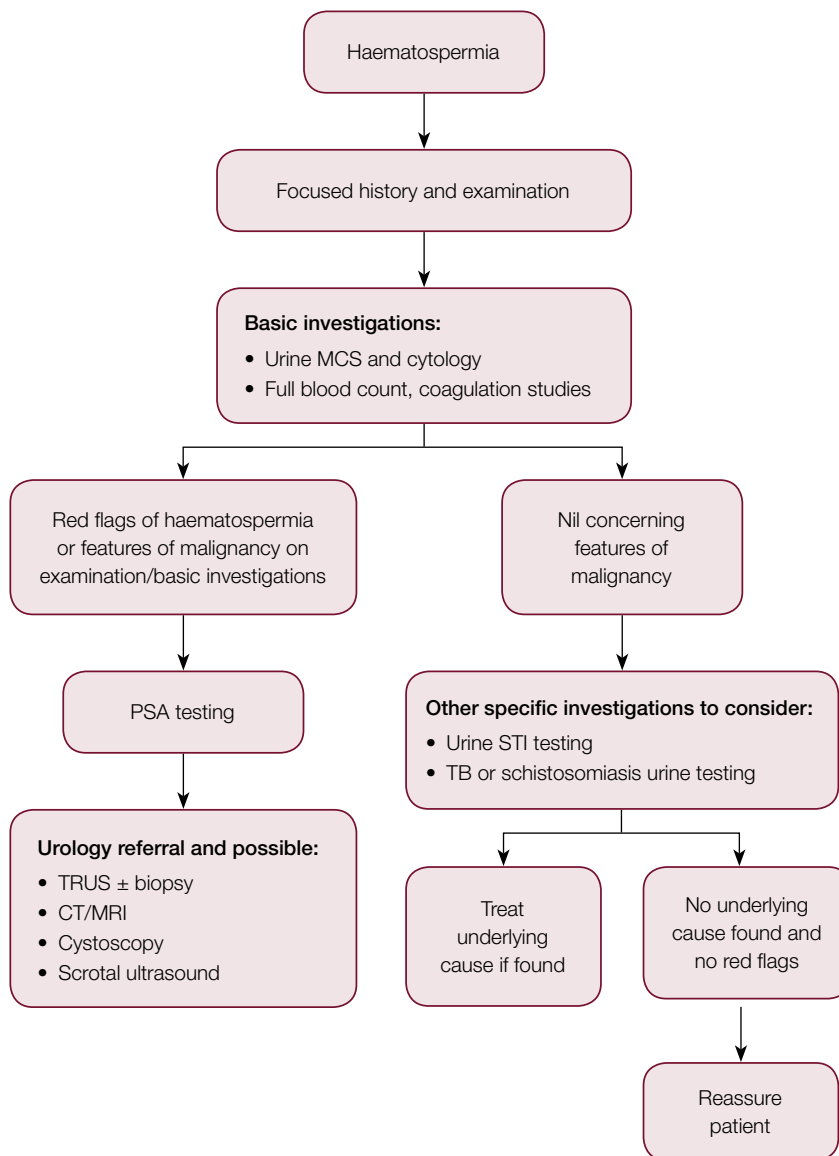 Haematospermia
Focused history and examination
Basic investigations:
• Urine MCS and cytology
• Full blood count, coagulation studies
Red flags of haematospermia
or features of malignancy on
examination/basic investigations
Nil concerning
features of
malignancy
PSA testing
Other specific investigations to consider:
• Urine STI testing
• TB or schistosomiasis urine testing
Urology referral and possible:
• TRUS ± biopsy
• CT/MRI
• Cystoscopy
• Scrotal ultrasound
Treat
underlying
cause if found
No underlying
cause found and
no red flags
Reassure
patient